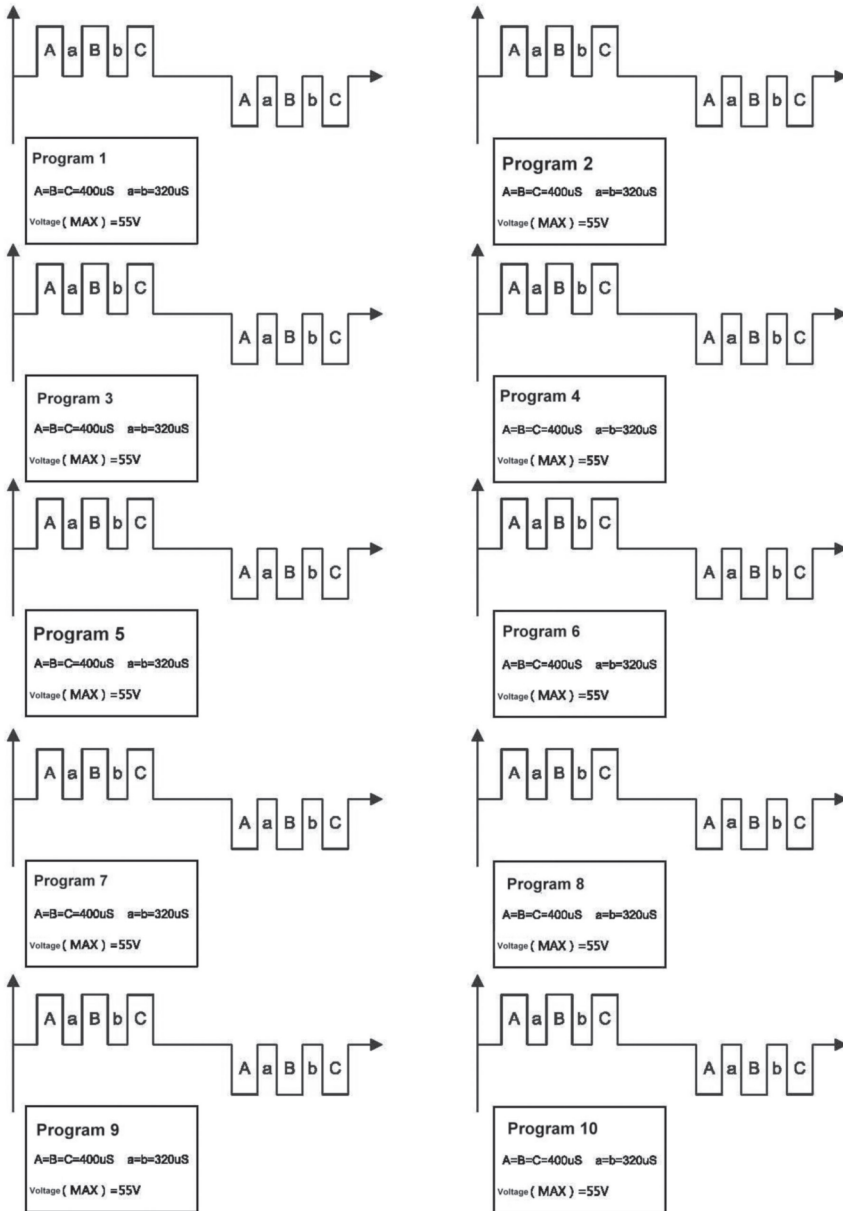 A a B b C
A a B b C
Program 1
A=B=C=400uS a=b=320uS
Voltage ( MAX ) =55V
A a B b C
A a B b C
Program 2
A=B=C=400uS a=b=320uS
Voltage ( MAX ) =55V
A a B b C
A a B b C
Program 3
A=B=C=400uS a=b=320uS
Voltage ( MAX ) =55V
A a B b C
A a B b C
Program 4
A=B=C=400uS a=b=320uS
Voltage ( MAX ) =55V
A a B b C
A a B b C
Program 5
A=B=C=400uS a=b=320uS
Voltage ( MAX ) =55V
A a B b C
A a B b C
Program 6
A=B=C=400uS a=b=320uS
Voltage ( MAX ) =55V
A a B b C
A a B b C
Program 7
A=B=C=400uS a=b=320uS
Voltage ( MAX ) =55V
A a B b C
A a B b C
Program 8
A=B=C=400uS a=b=320uS
Voltage ( MAX ) =55V
A a B b C
A a B b C
Program 9
A=B=C=400uS a=b=320uS
Voltage ( MAX ) =55V
A a B b C
A a B b C
Program 10
A=B=C=400uS a=b=320uS
Voltage ( MAX ) =55V